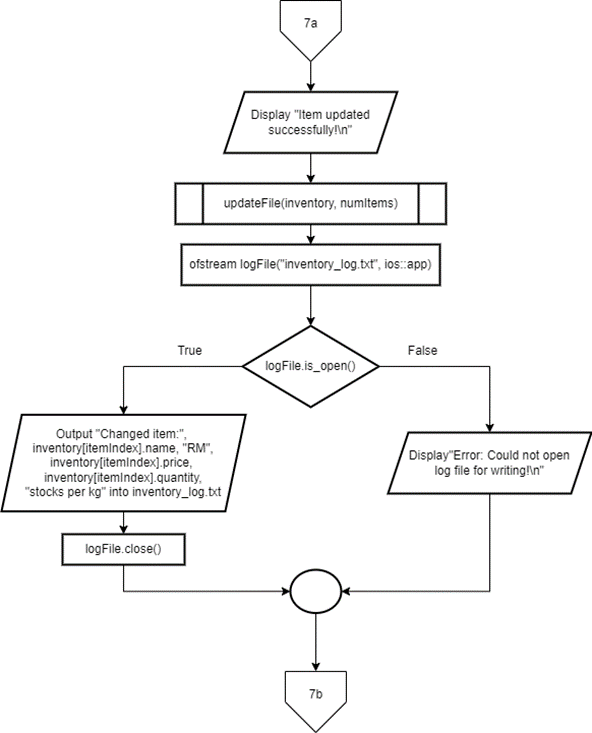 7a
Display "Item updated
successfully!\n"
updateFile(inventory, numItems)
ofstream logFile("inventory_log.txt", ios::app)
logFile.is_open()
True
False
Output "Changed item:",
inventory[itemIndex].name, "RM",
inventory[itemIndex].price,
inventory[itemIndex].quantity,
"stocks per kg" into inventory_log.txt
Display"Error: Could not open
log file for writing!\n"
logFile.close()
7b